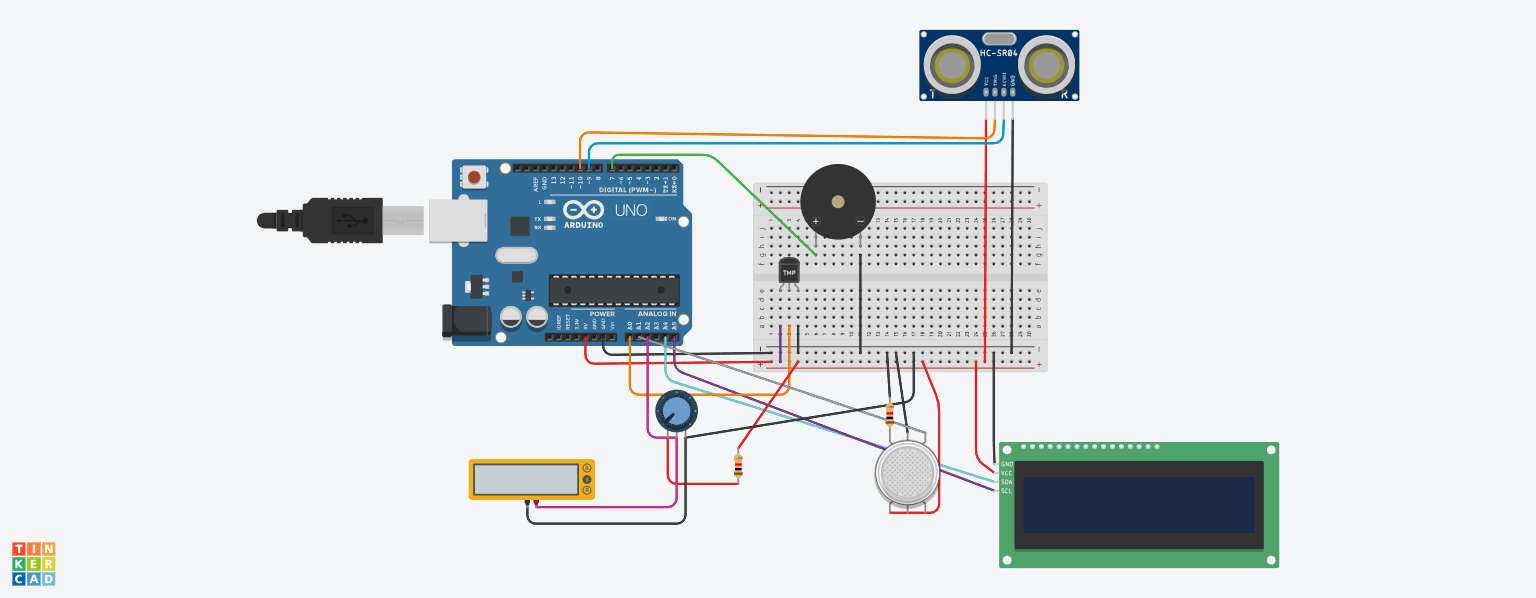 HC-SR04
VCC
TRIG
ECHO
GND
T
R
AREF
GND
13
12
~11
~10
~9
8
7
~6
~5
4
~3
2
TX→1
RX←0
DIGITAL (PWM~)
L
TX
RX
ON
UNO
ARDUINO
TMP
POWER
ANALOG IN
IOREF
RESET
3.3V
5V
GND
GND
Vin
A0
A1
A2
A3
A4
A5
GND
VCC
SDA
SCL
TIN
KER
CAD